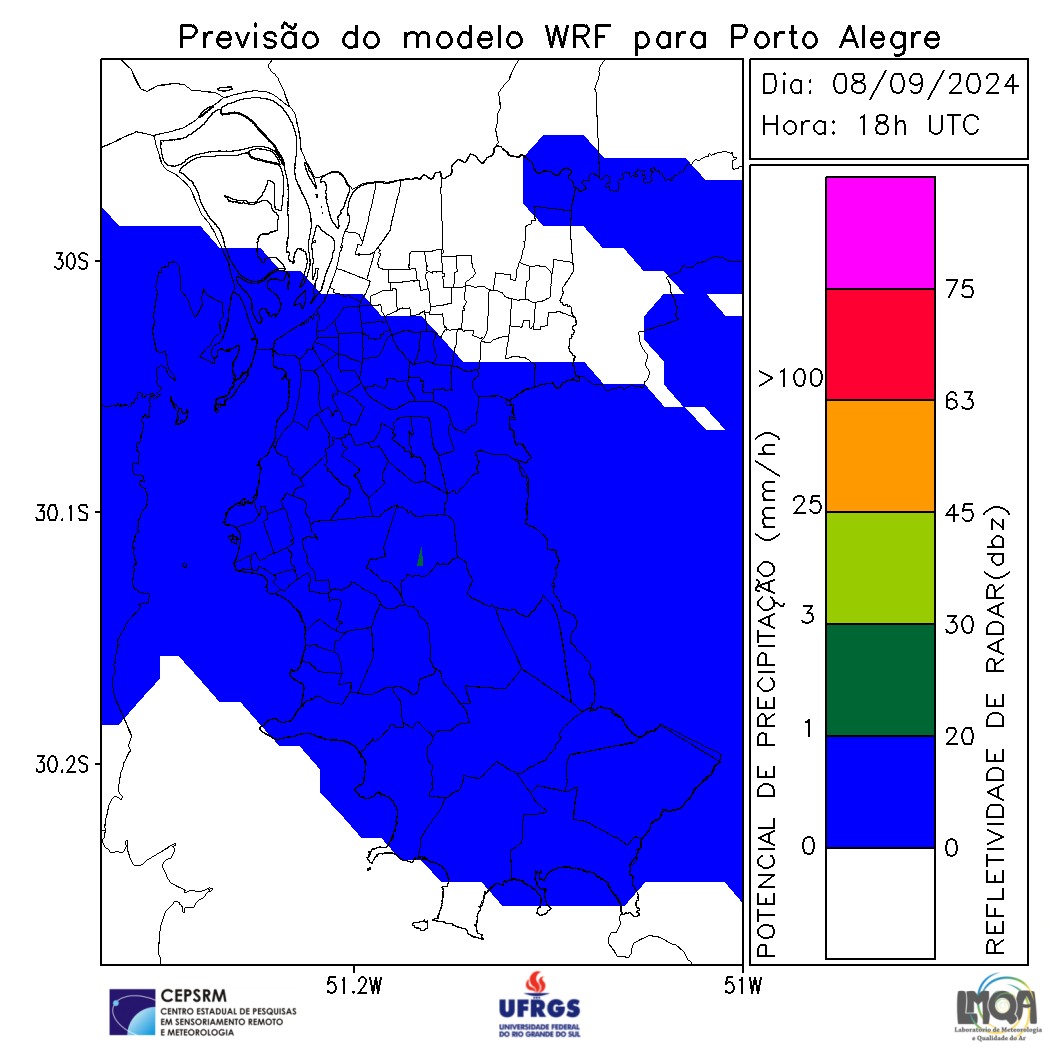 Previsão do modelo WRF para Porto Alegre
Dia: 08/09/2024
Hora: 18h UTC
30S
30.1S
30.2S
51.2W
51W
POTENCIAL DE PRECIPITAÇÃO (mm/h)
>100
25
3
1
0
75
63
45
30
20
0
REFLETIVIDADE DE RADAR(dbz)
CEPSRM
CENTRO ESTADUAL DE PESQUISAS
EM SENSORIAMENTO REMOTO
E METEOROLOGIA
UFRGS
UNIVERSIDADE FEDERAL
DO RIO GRANDE DO SUL
LMQA
Laboratório de Meteorologia
e Qualidade do Ar